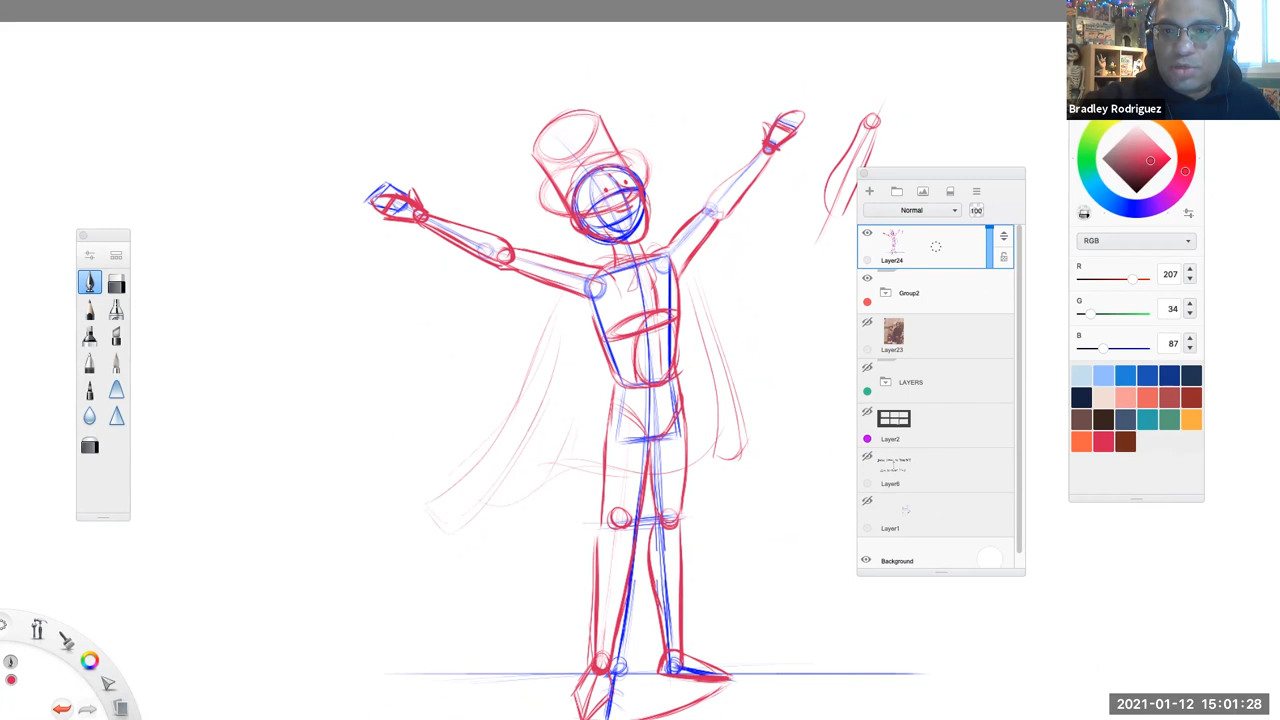 Bradley Rodriguez
Normal
100
Layer24
Group2
Layer23
LAYERS
Layer2
Layer6
Layer1
Background
RGB
R
207
G
34
B
87
2021-01-12 15:01:28